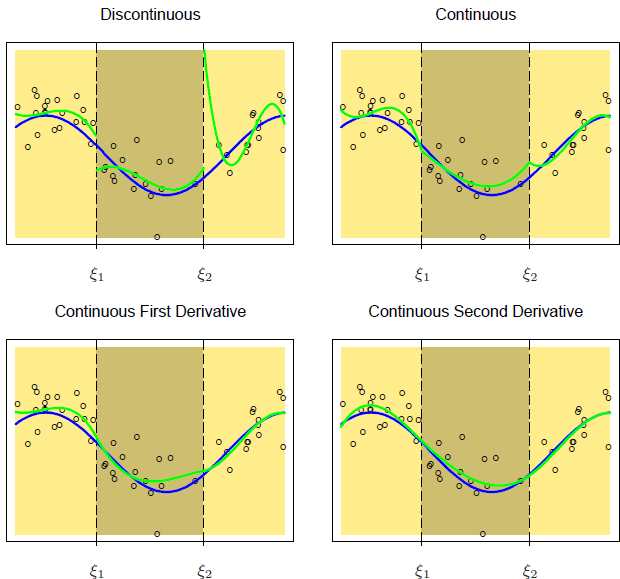 Discontinuous
Continuous
ξ1 ξ2
ξ1 ξ2
Continuous First Derivative
Continuous Second Derivative
ξ1 ξ2
ξ1 ξ2